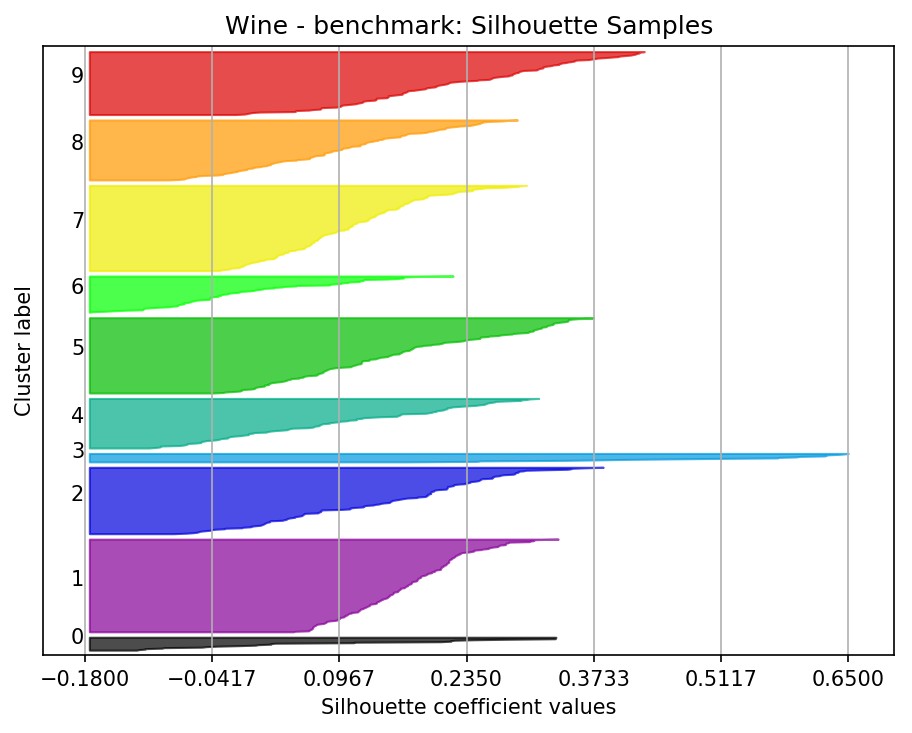 Wine - benchmark: Silhouette Samples
9
8
7
6
5
4
3
2
1
0
Cluster label
−0.1800 −0.0417 0.0967 0.2350 0.3733 0.5117 0.6500
Silhouette coefficient values